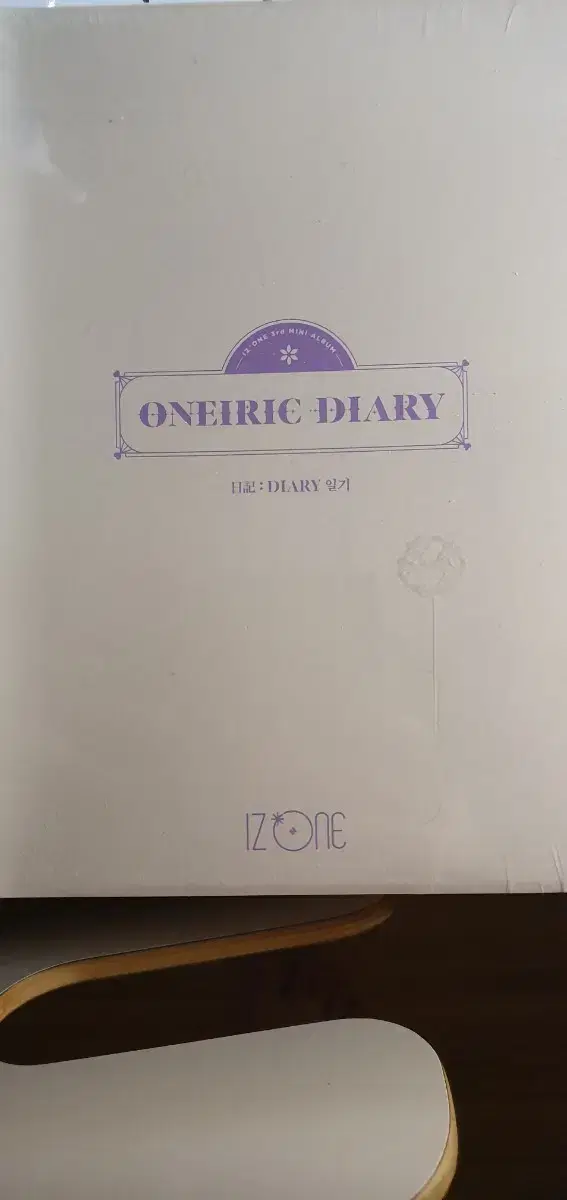 IZ*ONE 3rd MINI ALBUM
ONEIRIC DIARY
日記 : DIARY 일기
IZ*ONE